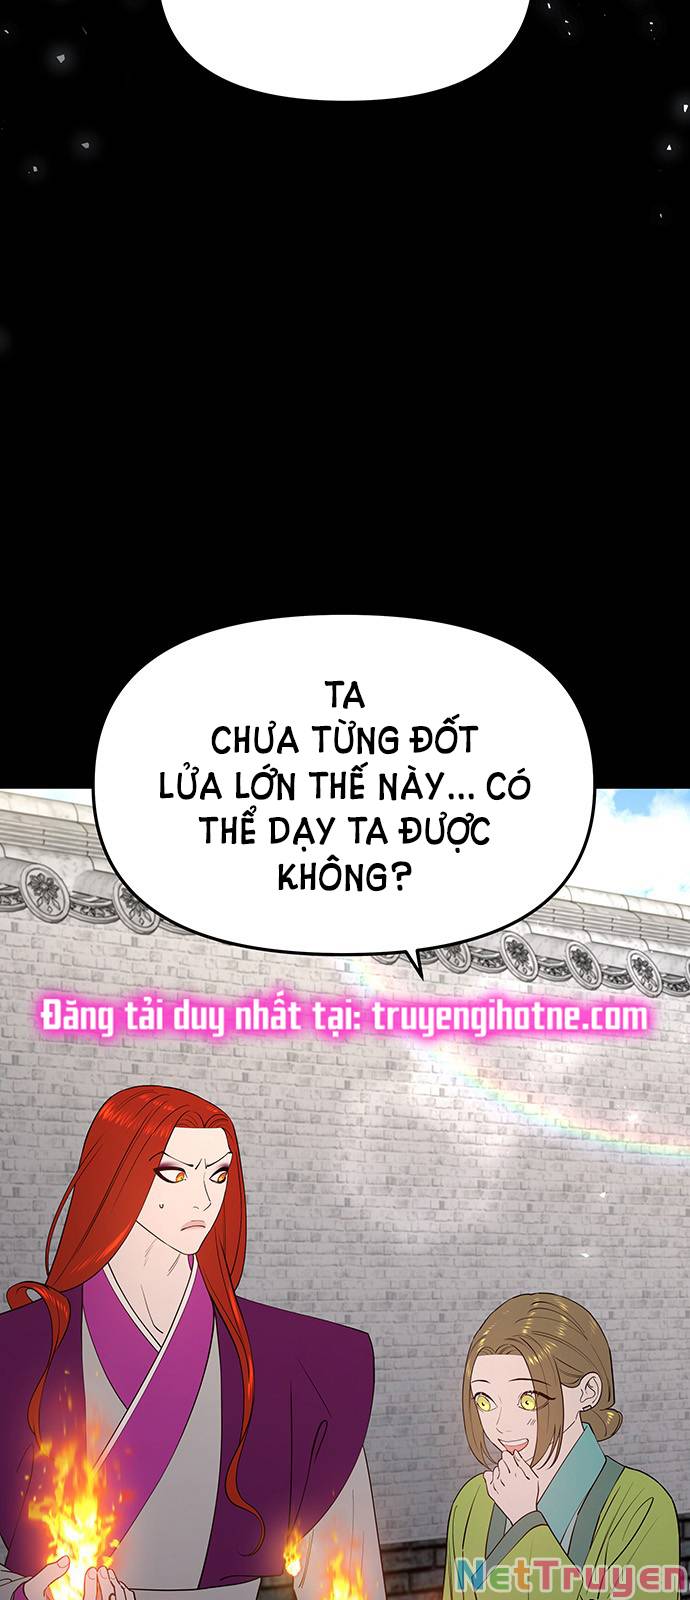 TA
CHƯA TỪNG ĐỐT
LỬA LỚN THẾ NÀY... CÓ
THỂ DẠY TA ĐƯỢC
KHÔNG?
Đăng tải duy nhất tại: truyengihotne.com
NetTruyen